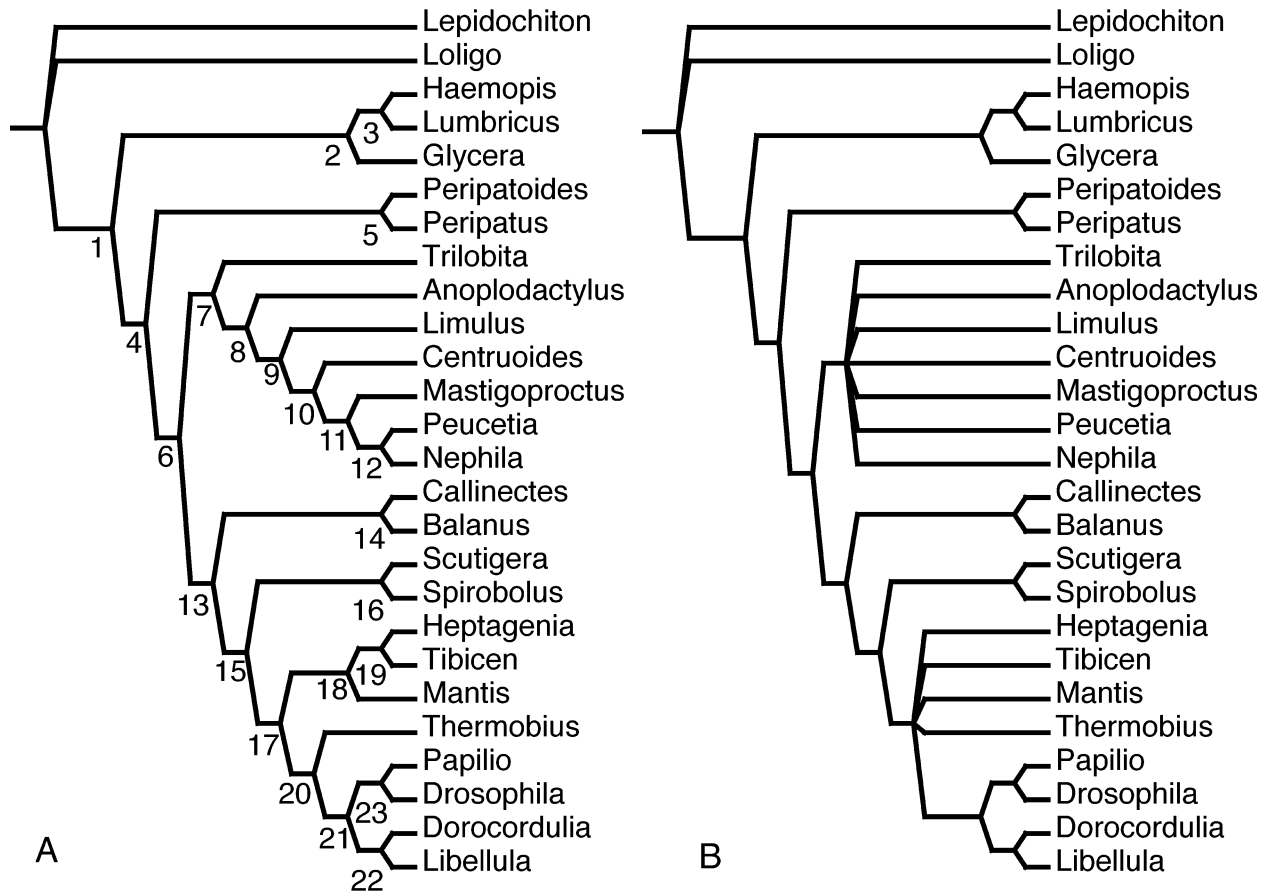 Lepidochiton
Loligo
Haemopis
Lumbricus
Glycera
Peripatoides
Peripatus
Trilobita
Anoplodactylus
Limulus
Centruoides
Mastigoproctus
Peucetia
Nephila
Callinectes
Balanus
Scutigera
Spirobolus
Heptagenia
Tibicen
Mantis
Thermobius
Papilio
Drosophila
Dorocordulia
Libellula
1
2
3
4
5
6
7
8
9
10
11
12
13
14
15
16
17
18
19
20
21
22
23
A
Lepidochiton
Loligo
Haemopis
Lumbricus
Glycera
Peripatoides
Peripatus
Trilobita
Anoplodactylus
Limulus
Centruoides
Mastigoproctus
Peucetia
Nephila
Callinectes
Balanus
Scutigera
Spirobolus
Heptagenia
Tibicen
Mantis
Thermobius
Papilio
Drosophila
Dorocordulia
Libellula
B